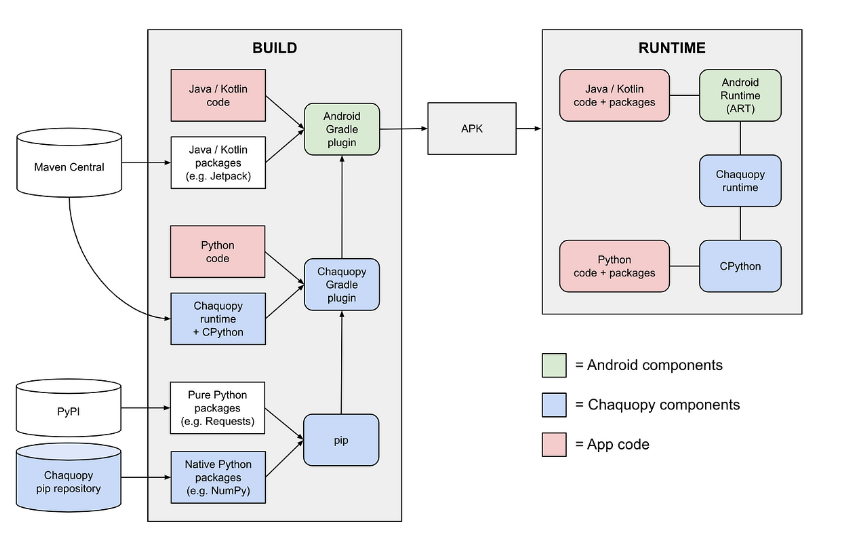 BUILD
RUNTIME
Java / Kotlin
code
Android
Gradle
plugin
Java / Kotlin
packages
(e.g. Jetpack)
Maven Central
Python
code
Chaquopy
Gradle
plugin
Chaquopy
runtime
+ CPython
PyPI
Pure Python
packages
(e.g. Requests)
pip
Chaquopy
pip repository
Native Python
packages
(e.g. NumPy)
APK
Java / Kotlin
code + packages
Android
Runtime
(ART)
Chaquopy
runtime
Python
code + packages
CPython
= Android components
= Chaquopy components
= App code